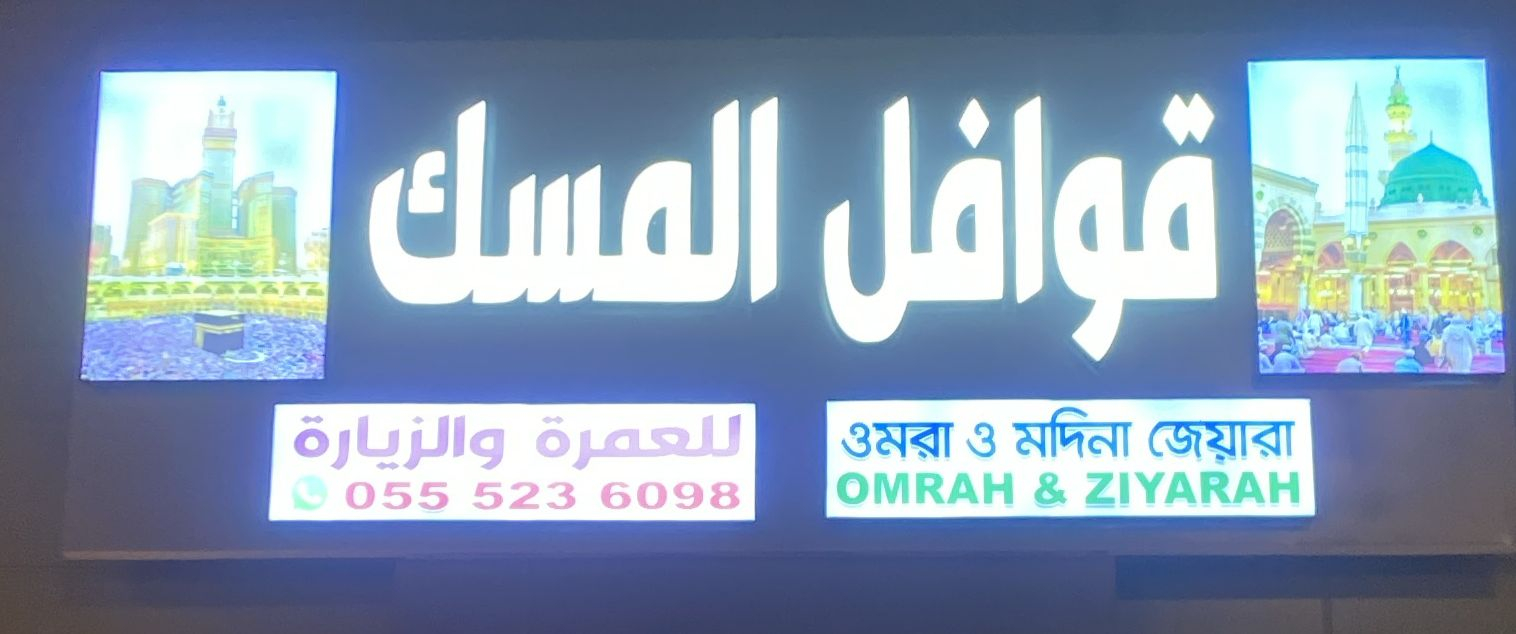 قوافل المسك
للعمرة والزيارة
055 523 6098
ওমরা ও মদিনা জেয়ারা
OMRAH & ZIYARAH